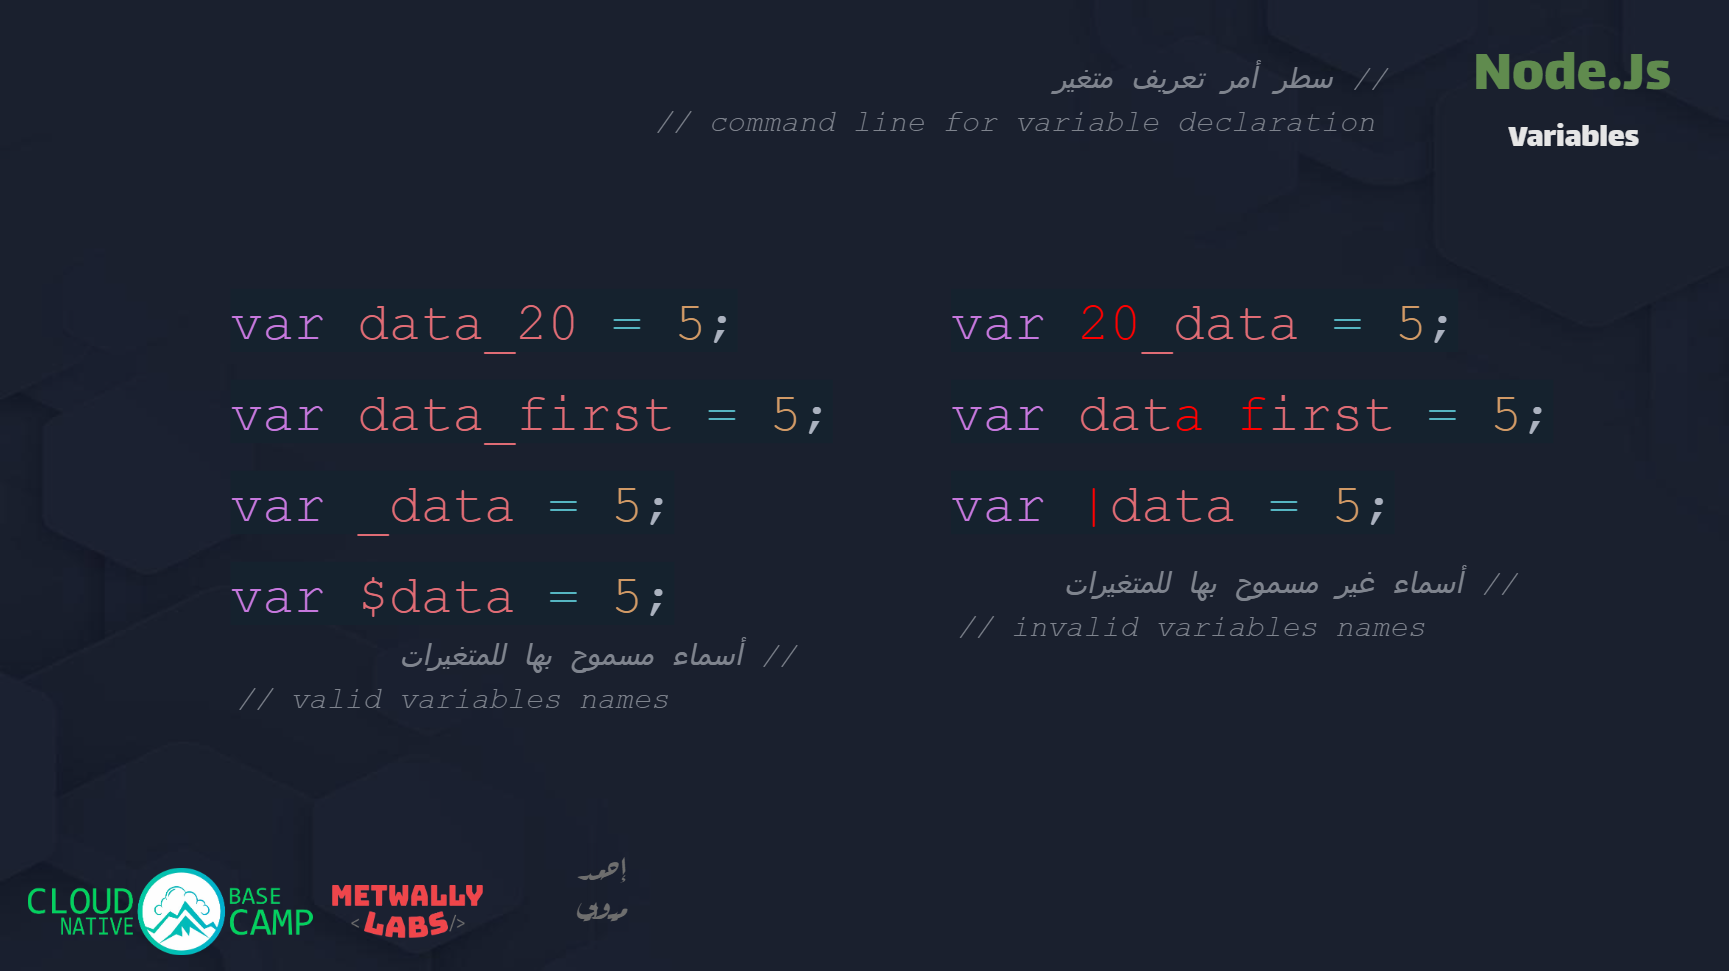 Node.Js
Variables
// سطر أمر تعريف متغير
// command line for variable declaration
var data_20 = 5;
var data_first = 5;
var _data = 5;
var $data = 5;
// أسماء مسموح بها للمتغيرات
// valid variables names
var 20_data = 5;
var data first = 5;
var |data = 5;
// أسماء غير مسموح بها للمتغيرات
// invalid variables names
CLOUD NATIVE
BASE CAMP
METWALLY
<LABS/>